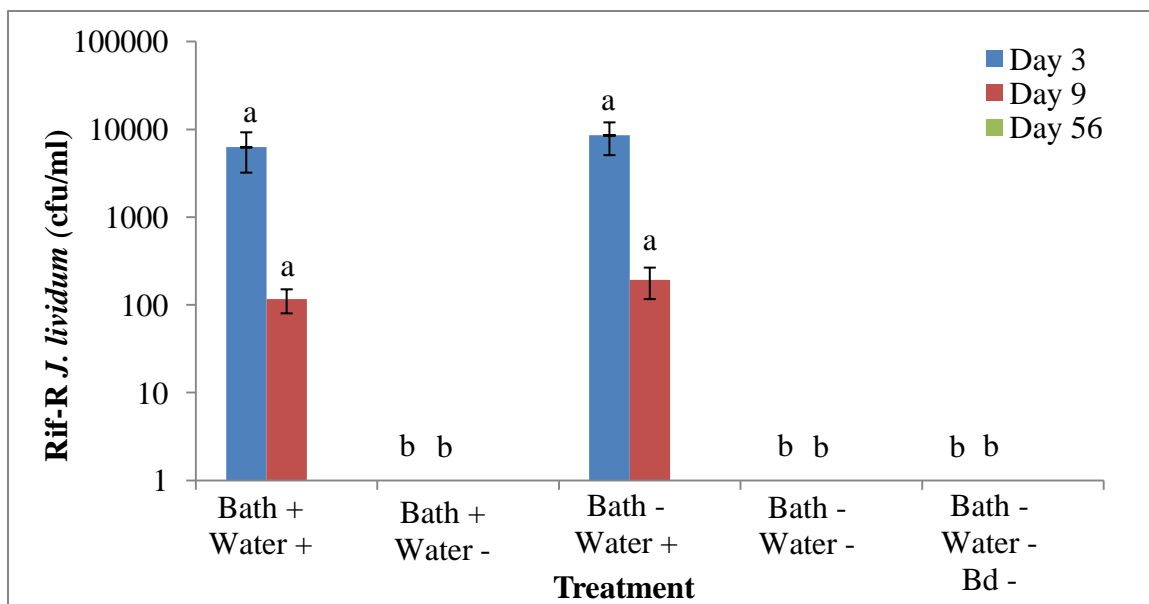 100000
10000
1000
100
10
1
Rif-R J. lividum (cfu/ml)
Day 3
Day 9
Day 56
a
a
b b
a
a
b b
b b
Bath +
Water +
Bath +
Water -
Bath -
Water +
Bath -
Water -
Bath -
Water -
Bd -
Treatment